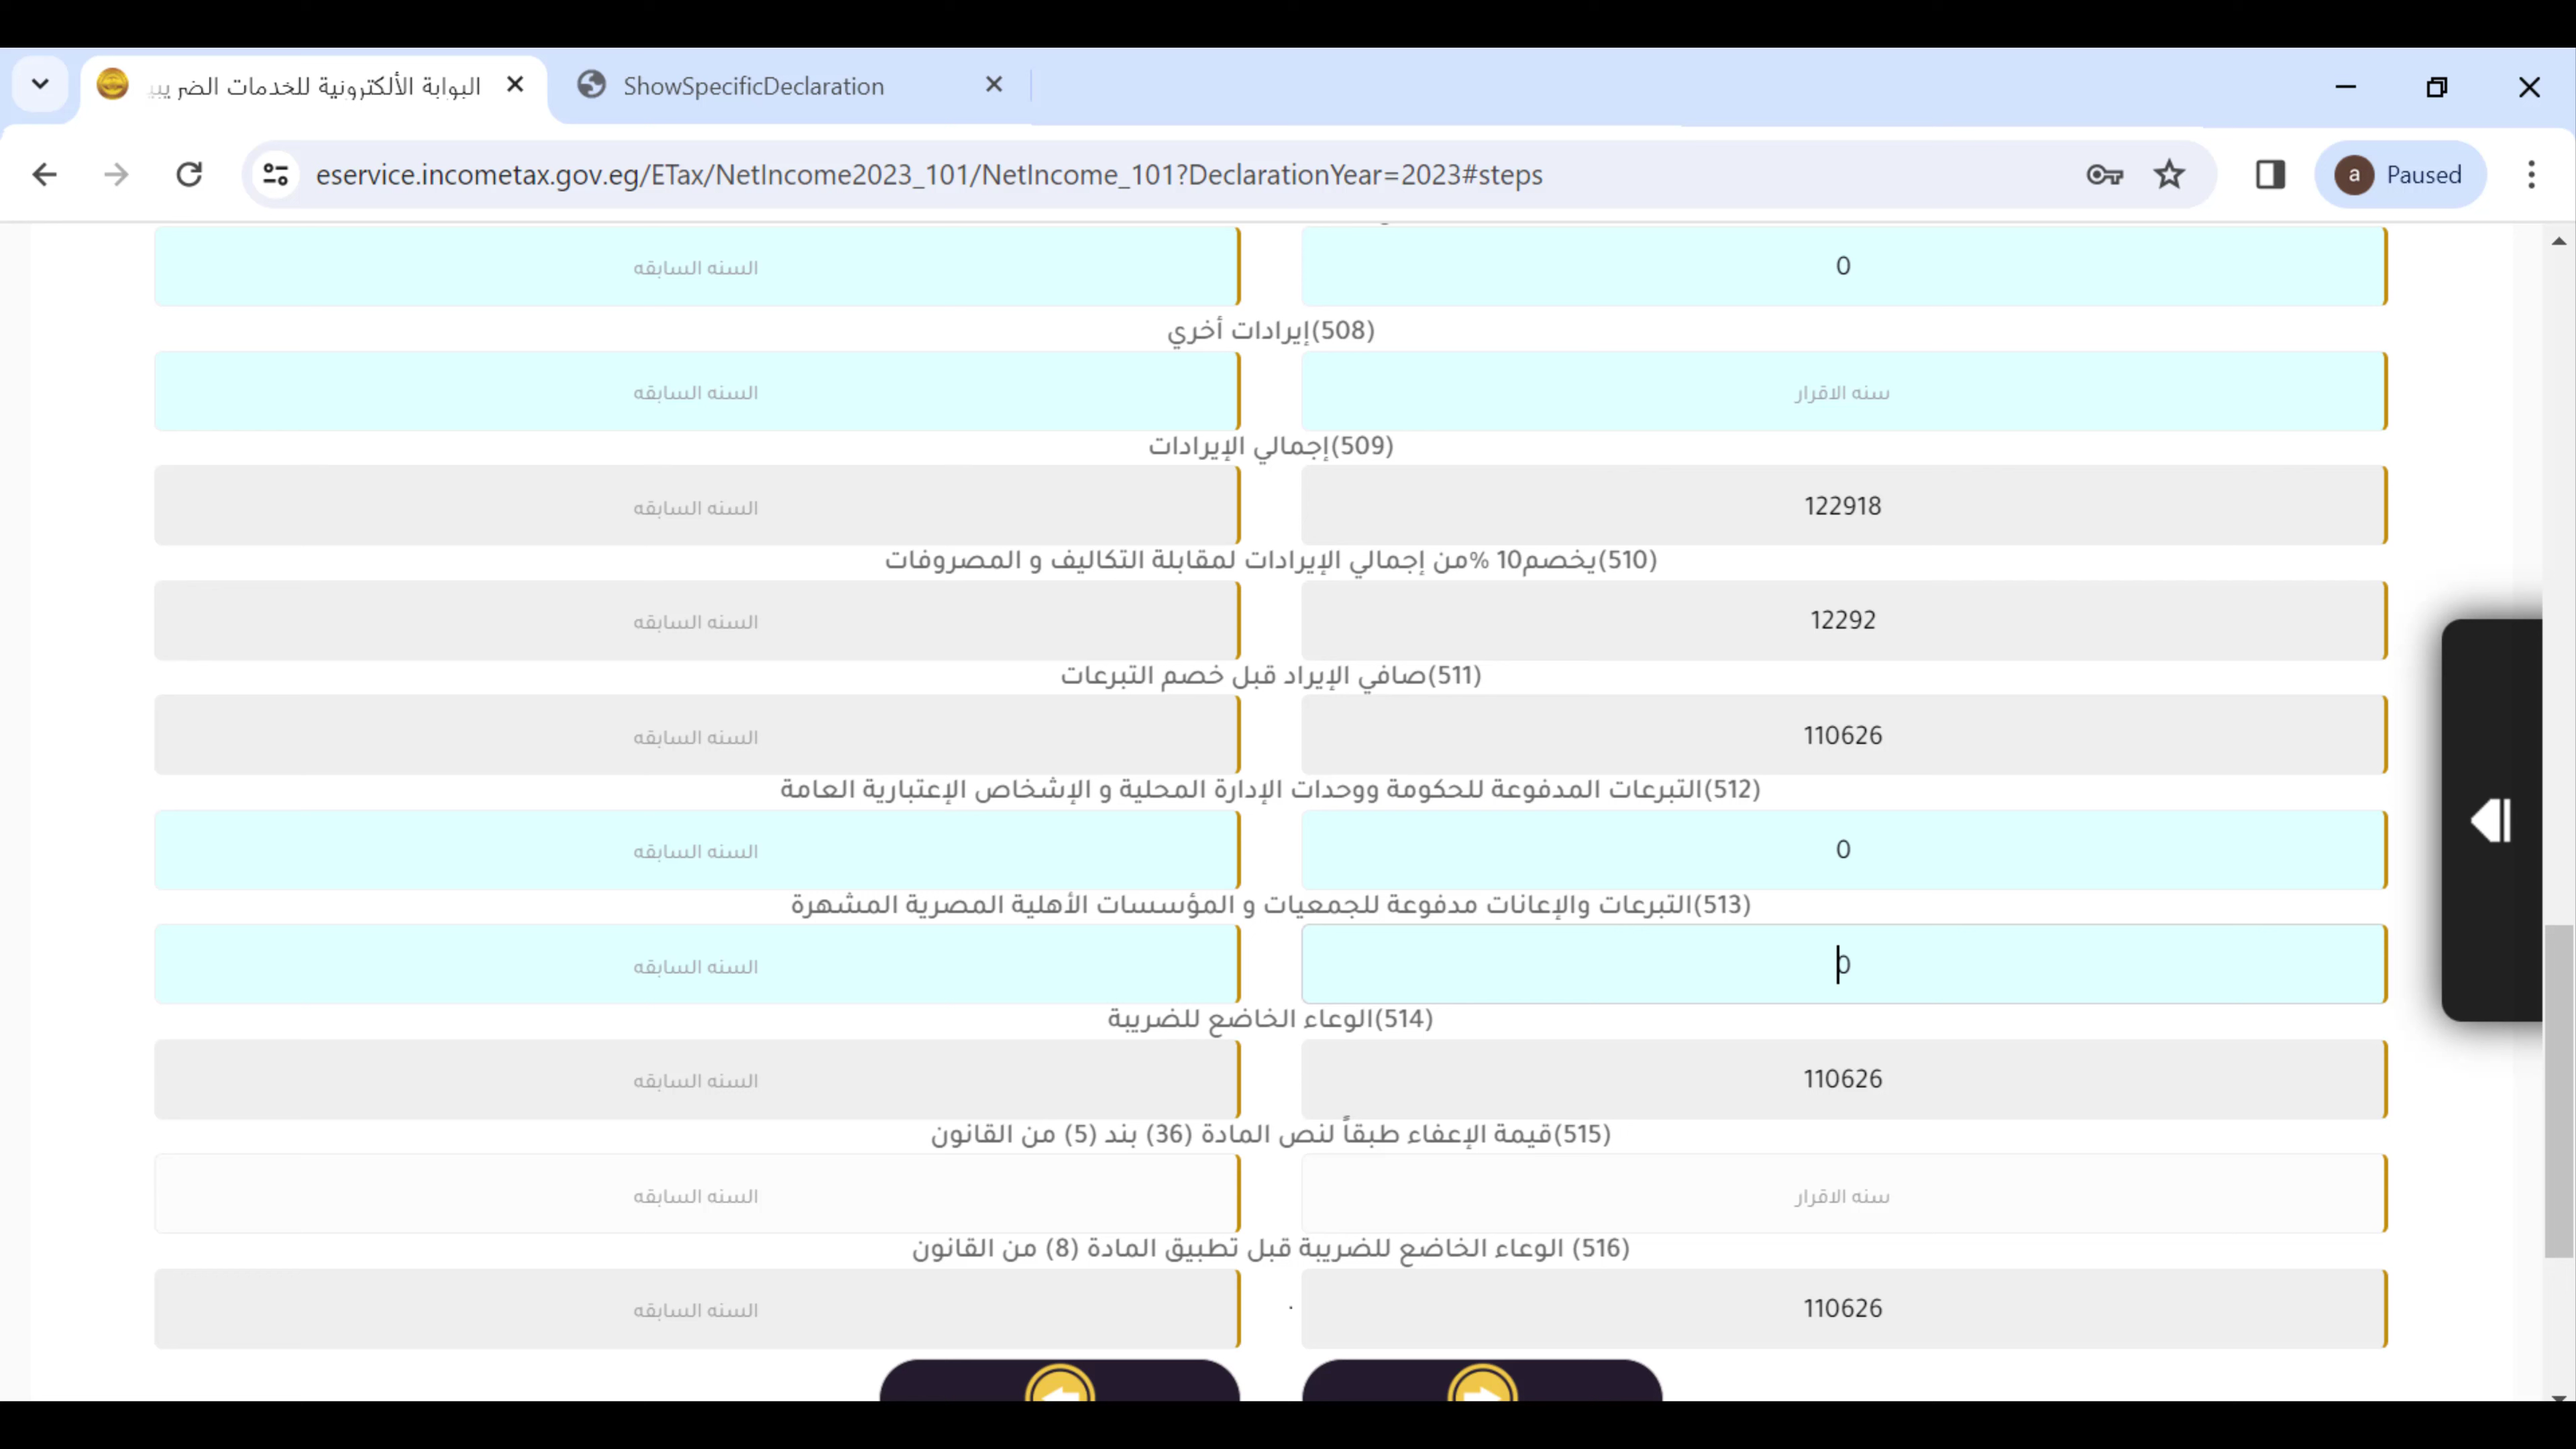 البوابة الألكترونية للخدمات الضريبي
ShowSpecificDeclaration
eservice.incometax.gov.eg/ETax/NetIncome2023_101/NetIncome_101?DeclarationYear=2023#steps
a
Paused
0
السنه السابقه
(508)إيرادات أخري
سنه الاقرار
السنه السابقه
(509)إجمالي الإيرادات
122918
السنه السابقه
(510)يخصم10 %من إجمالي الإيرادات لمقابلة التكاليف و المصروفات
12292
السنه السابقه
(511)صافي الإيراد قبل خصم التبرعات
110626
السنه السابقه
(512)التبرعات المدفوعة للحكومة ووحدات الإدارة المحلية و الإشخاص الإعتبارية العامة
0
السنه السابقه
(513)التبرعات والإعانات مدفوعة للجمعيات و المؤسسات الأهلية المصرية المشهرة
0
السنه السابقه
(514)الوعاء الخاضع للضريبة
110626
السنه السابقه
(515)قيمة الإعفاء طبقاً لنص المادة (36) بند (5) من القانون
سنه الاقرار
السنه السابقه
(516) الوعاء الخاضع للضريبة قبل تطبيق المادة (8) من القانون
110626
السنه السابقه